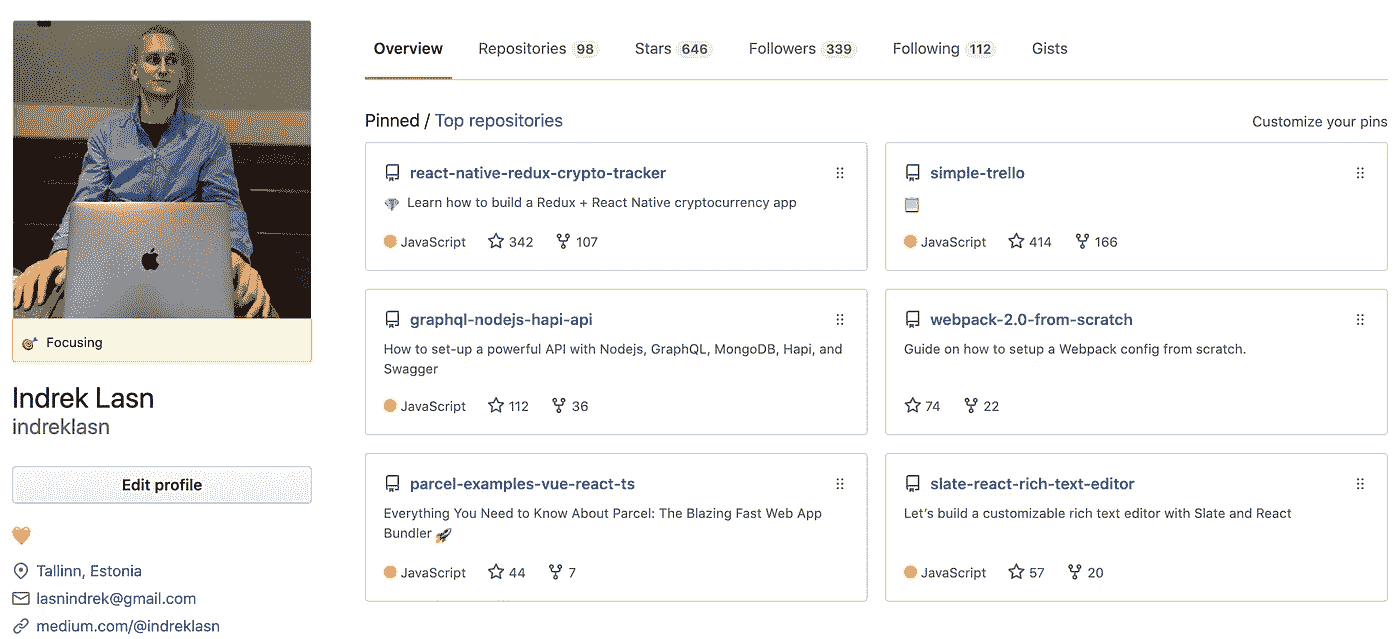 Overview Repositories 98 Stars 646 Followers 339 Following 112 Gists
Pinned / Top repositories
Customize your pins
react-native-redux-crypto-tracker
Learn how to build a Redux + React Native cryptocurrency app
JavaScript 342 107
simple-trello
JavaScript 414 166
graphql-nodejs-hapi-api
How to set-up a powerful API with Nodejs, GraphQL, MongoDB, Hapi, and
Swagger
JavaScript 112 36
webpack-2.0-from-scratch
Guide on how to setup a Webpack config from scratch.
74 22
parcel-examples-vue-react-ts
Everything You Need to Know About Parcel: The Blazing Fast Web App
Bundler
JavaScript 44 7
slate-react-rich-text-editor
Let's build a customizable rich text editor with Slate and React
JavaScript 57 20
Focusing
Indrek Lasn
indreklasn
Edit profile
Tallinn, Estonia
lasnindrek@gmail.com
medium.com/@indreklasn